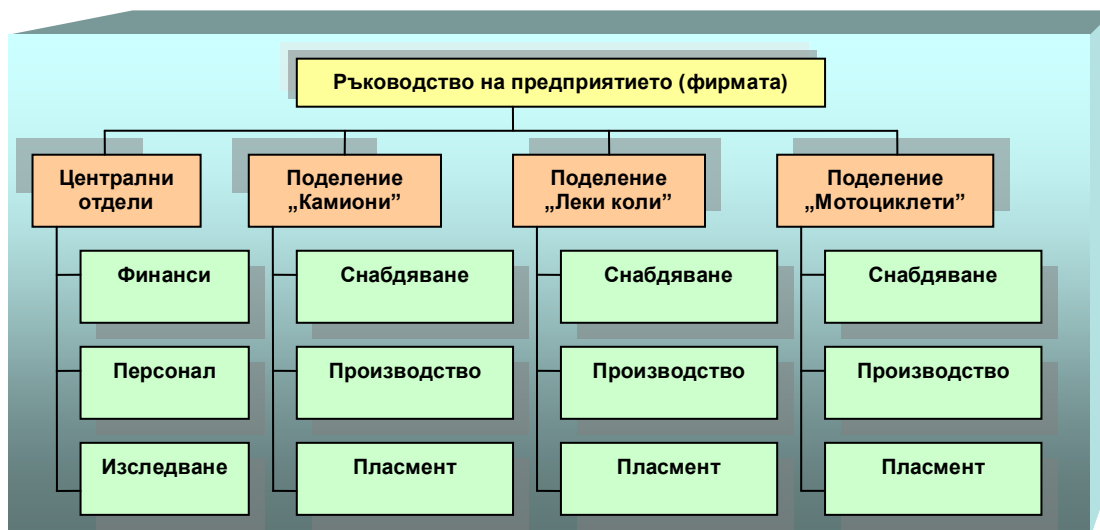 Ръководство на предприятието (фирмата)
Централни
отдели
Поделение
„Камиони”
Поделение
„Леки коли”
Поделение
„Мотоциклети”
Финанси
Снабдяване
Снабдяване
Снабдяване
Персонал
Производство
Производство
Производство
Изследване
Пласмент
Пласмент
Пласмент